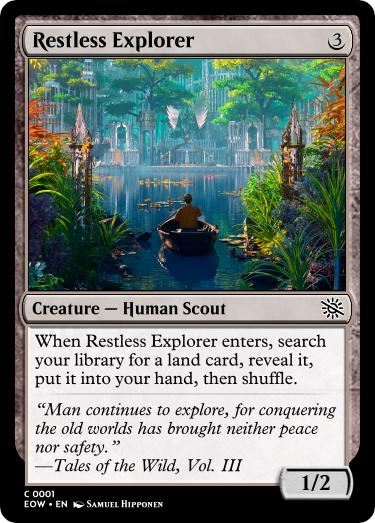 Restless Explorer 3
Creature — Human Scout
When Restless Explorer enters, search
your library for a land card, reveal it,
put it into your hand, then shuffle.
“Man continues to explore, for conquering
the old worlds has brought neither peace
nor safety.”
—Tales of the Wild, Vol. III
1/2
C 0001
EOW • EN Samuel Hipponen